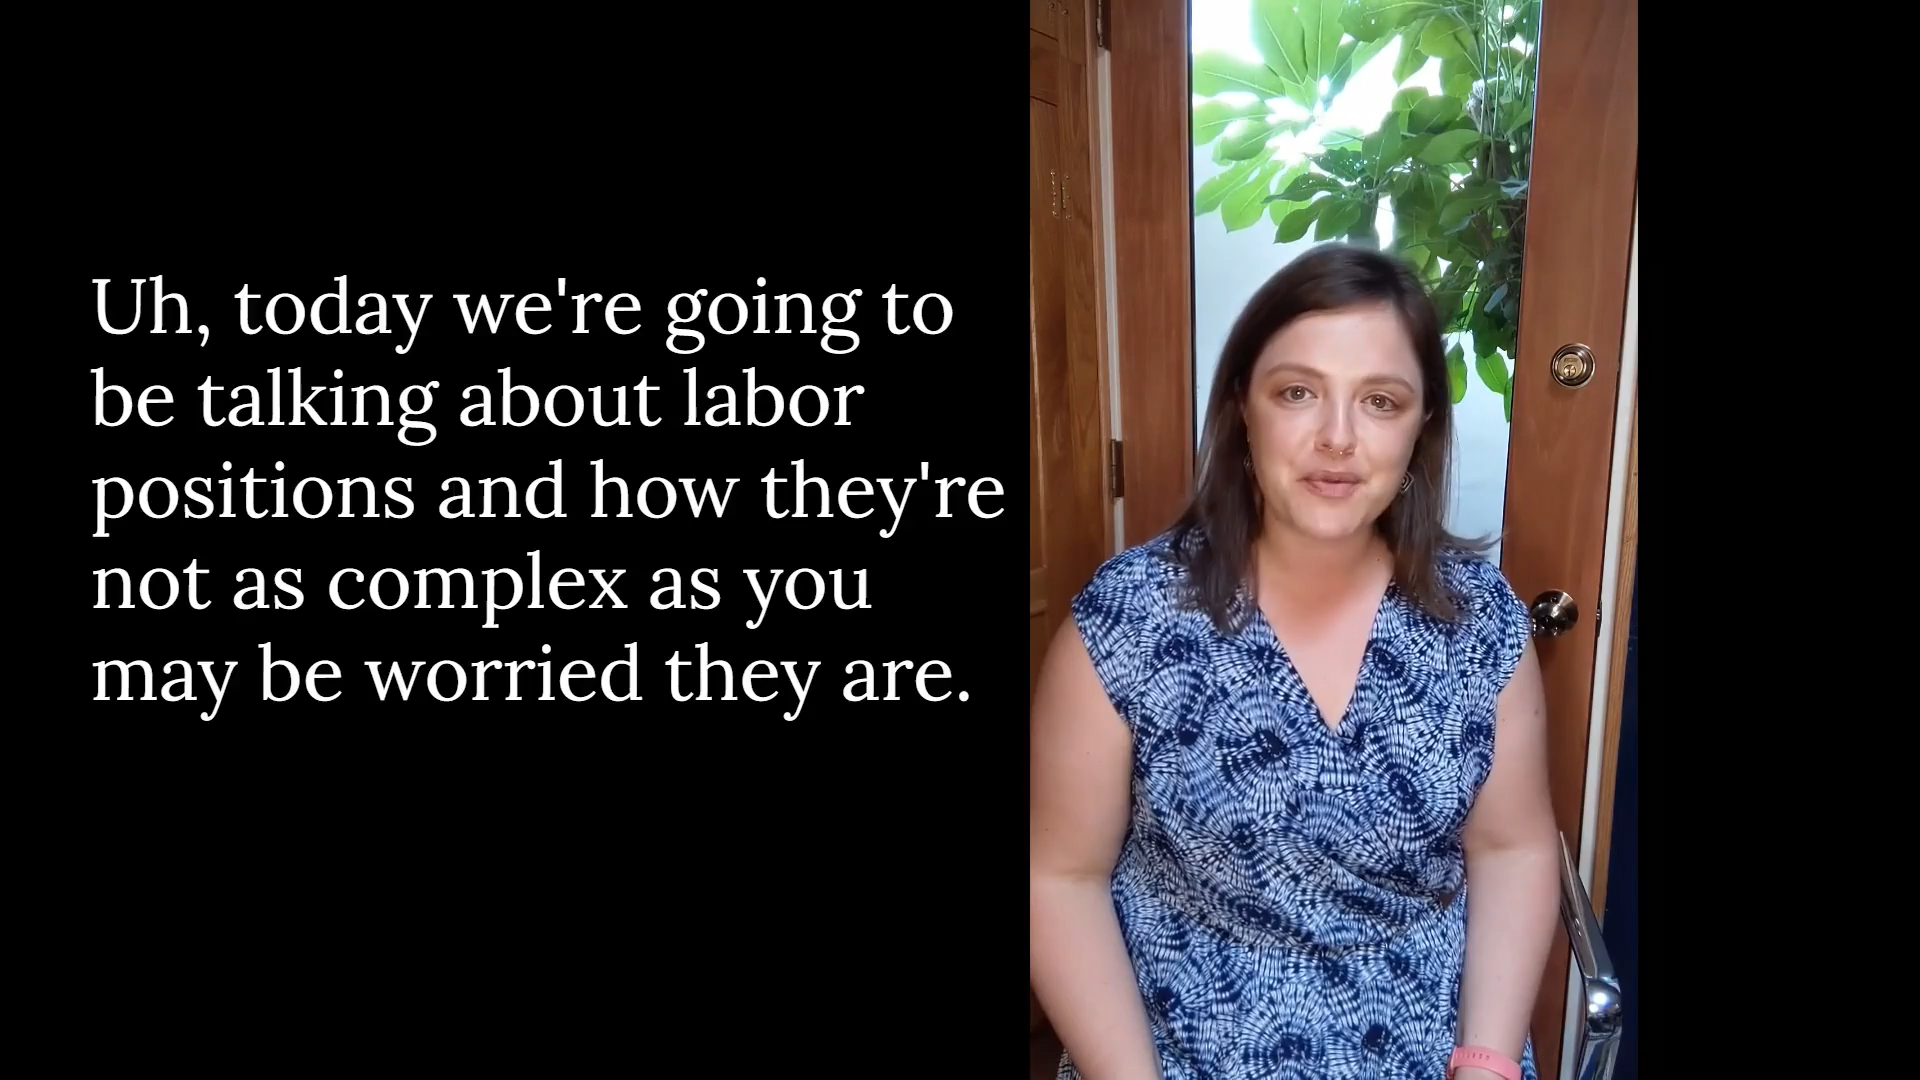 Uh, today we're going to
be talking about labor
positions and how they're
not as complex as you
may be worried they are.